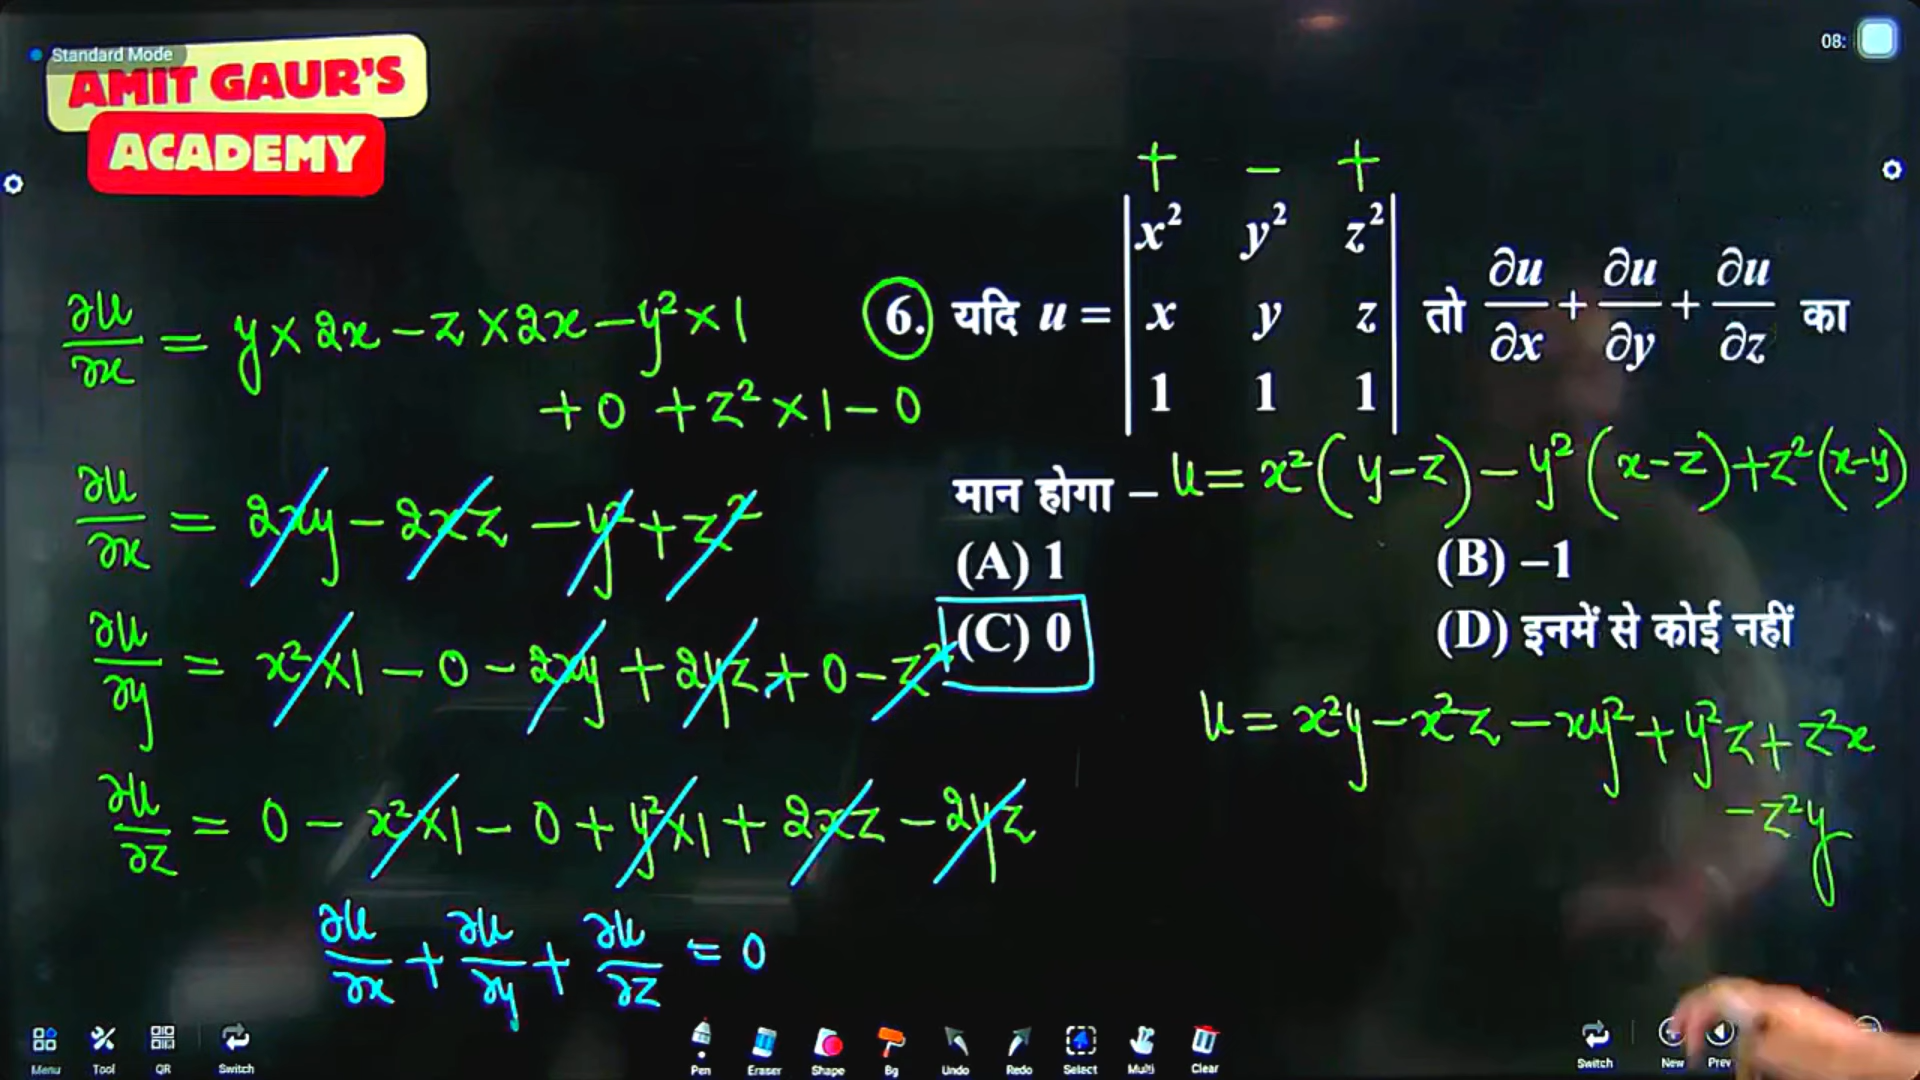 Standard Mode
08:
AMIT GAUR'S
ACADEMY
+ − +
6. यदि u = | x² y² z² |
| x y z |
| 1 1 1 | तो ∂u/∂x + ∂u/∂y + ∂u/∂z का
मान होगा –
u = x²(y-z) - y²(x-z) + z²(x-y)
(A) 1
(B) –1
(C) 0
(D) इनमें से कोई नहीं
u = x²y - x²z - xy² + y²z + z²x
- z²y
∂u/∂x = y × 2x - z × 2x - y² × 1
+ 0 + z² × 1 - 0
∂u/∂x = 2xy - 2xz - y² + z²
∂u/∂y = x² × 1 - 0 - 2xy + 2yz + 0 - z²
∂u/∂z = 0 - x² × 1 - 0 + y² × 1 + 2xz - 2yz
∂u/∂x + ∂u/∂y + ∂u/∂z = 0
Menu Tool QR Switch Pen Eraser Shape Bg Undo Redo Select Multi Clear Switch New Prev